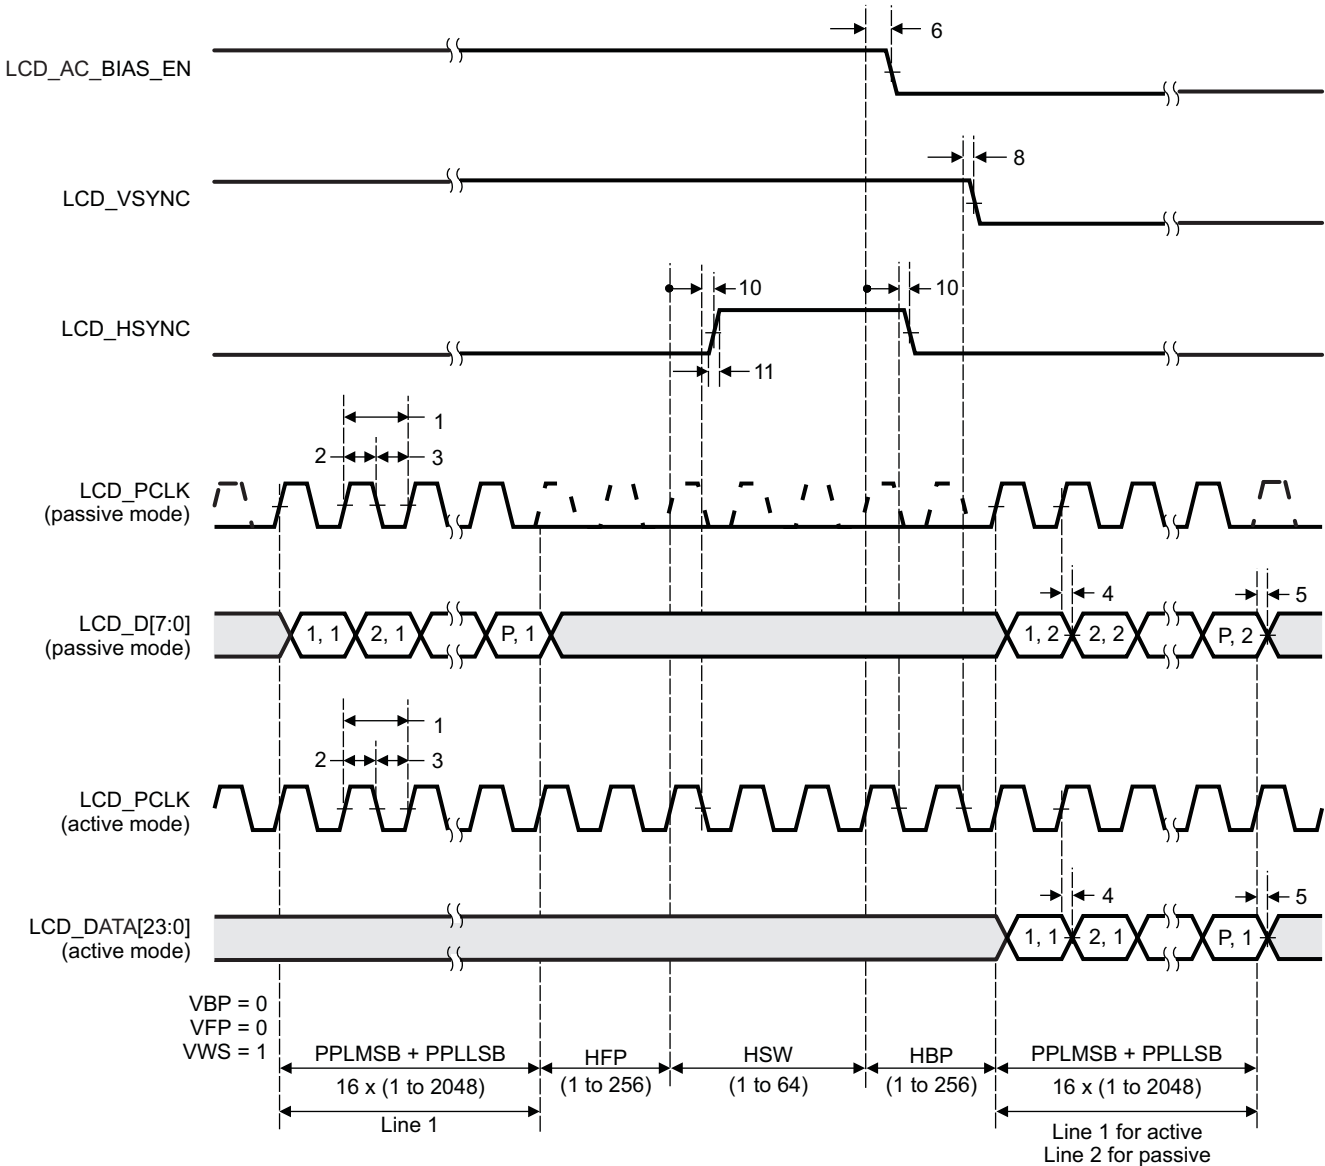 6
LCD_AC_BIAS_EN
8
LCD_VSYNC
10
10
LCD_HSYNC
11
1
2
3
LCD_PCLK
(passive mode)
4
5
LCD_D[7:0]
(passive mode)
1, 1
2, 1
P, 1
1, 2
2, 2
P, 2
1
2
3
LCD_PCLK
(active mode)
4
5
LCD_DATA[23:0]
(active mode)
1, 1
2, 1
P, 1
VBP = 0
VFP = 0
VWS = 1
PPLMSB + PPLLSB
16 x (1 to 2048)
Line 1
HFP
(1 to 256)
HSW
(1 to 64)
HBP
(1 to 256)
PPLMSB + PPLLSB
16 x (1 to 2048)
Line 1 for active
Line 2 for passive